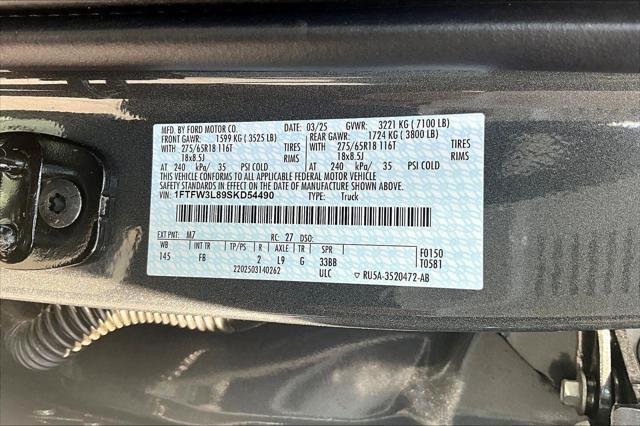 MFD. BY FORD MOTOR CO. DATE: 03/25 GVWR: 3221 KG ( 7100 LB)
FRONT GAWR: 1599 KG ( 3525 LB) REAR GAWR: 1724 KG ( 3800 LB)
WITH 275/65R18 116T TIRES WITH 275/65R18 116T TIRES
18x8.5J RIMS 18x8.5J RIMS
AT 240 kPa/ 35 PSI COLD AT 240 kPa/ 35 PSI COLD
THIS VEHICLE CONFORMS TO ALL APPLICABLE FEDERAL MOTOR VEHICLE
SAFETY AND THEFT PREVENTION STANDARDS IN EFFECT ON THE DATE OF MANUFACTURE SHOWN ABOVE.
VIN: 1FTFW3L89SKD54490 TYPE: Truck
EXT PNT: M7 RC: 27 DSO:
WB INT TR TP/PS R AXLE TR SPR F0150
145 FB 2 L9 G 33BB T0581
2202503140262 ULC ▽ RU5A-3520472-AB